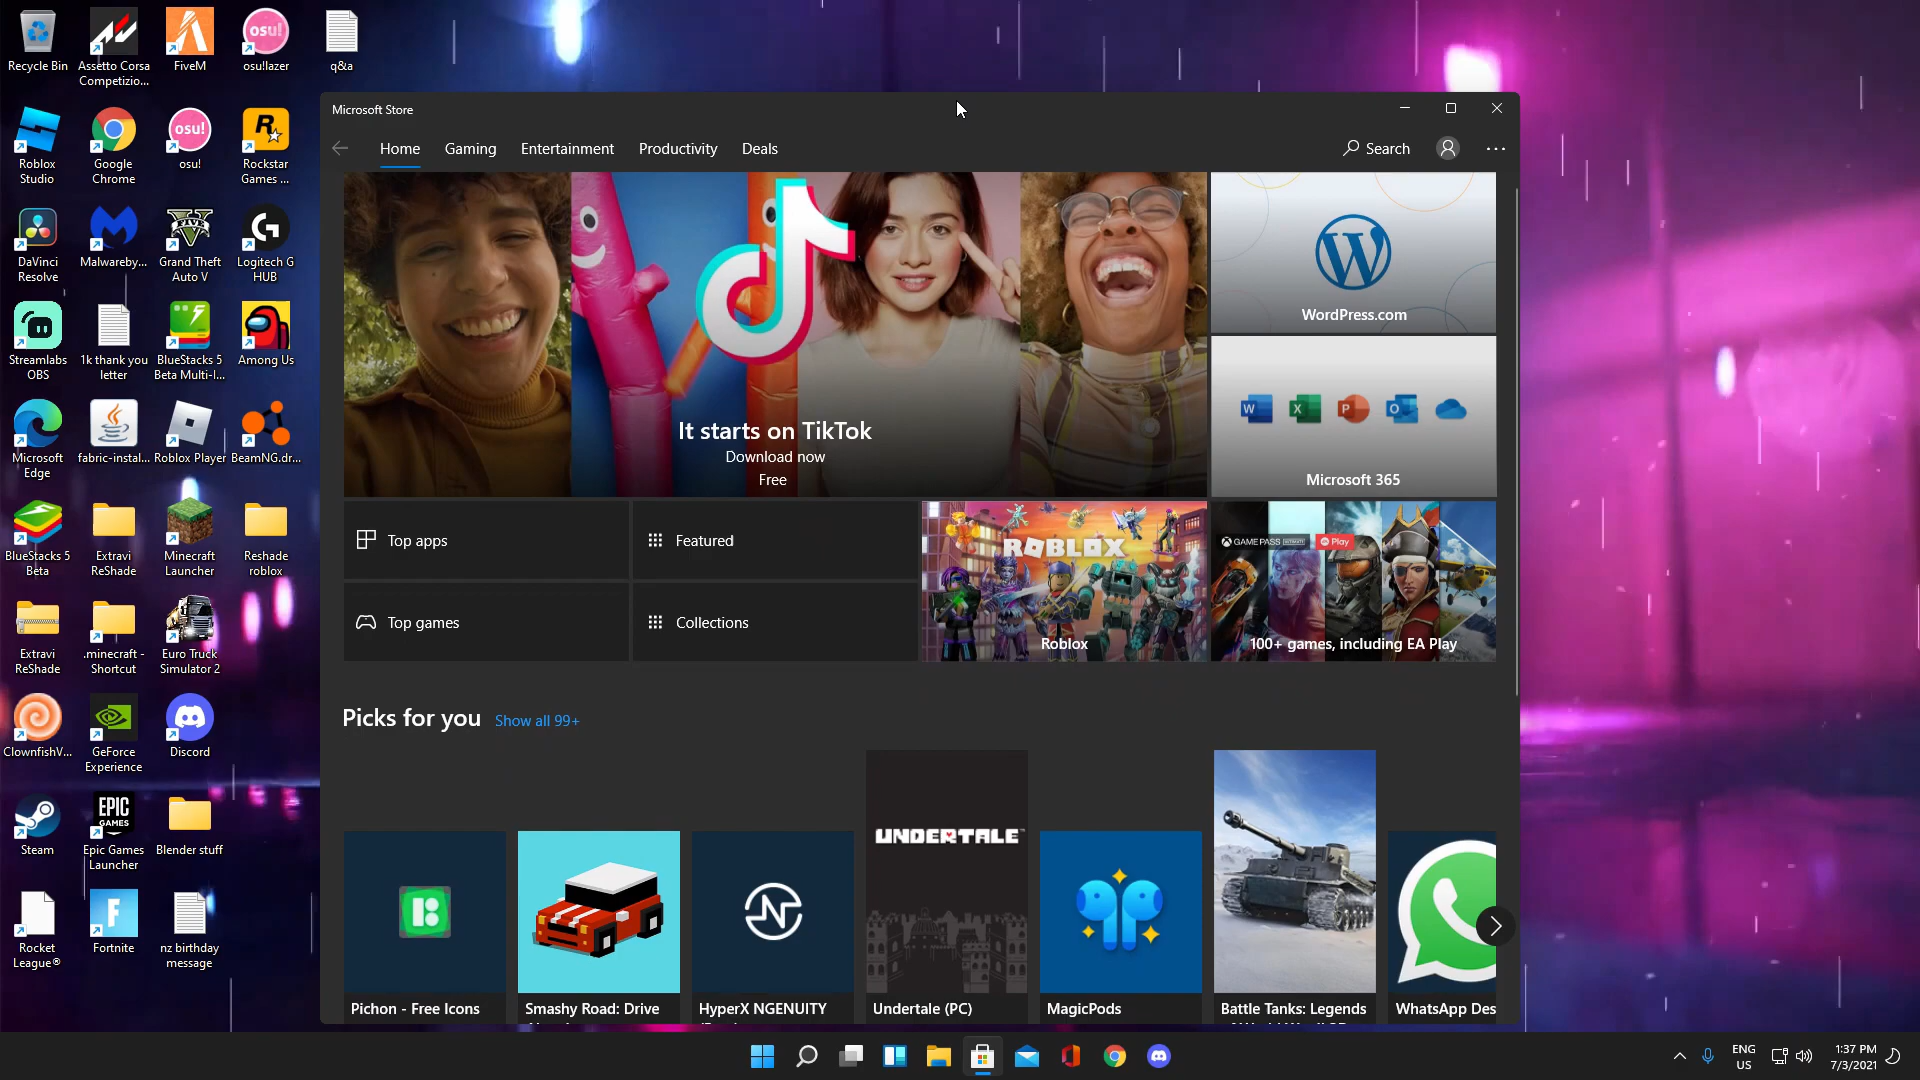 Recycle Bin
Assetto Corsa
Competizio...
FiveM
osu!
osu!lazer
q&a
Roblox
Studio
Google
Chrome
osu!
osu!
Rockstar
Games ...
DaVinci
Resolve
Malwareby...
Grand Theft
Auto V
Logitech G
HUB
Streamlabs
OBS
1k thank you
letter
BlueStacks 5
Beta Multi-I...
Among Us
Microsoft
Edge
fabric-instal...
Roblox Player
BeamNG.dr...
BlueStacks 5
Beta
Extravi
ReShade
Minecraft
Launcher
Reshade
roblox
Extravi
ReShade
.minecraft -
Shortcut
Euro Truck
Simulator 2
ClownfishV...
GeForce
Experience
Discord
Steam
EPIC
GAMES
Epic Games
Launcher
Blender stuff
Rocket
League®
Fortnite
nz birthday
message
Microsoft Store
Home
Gaming
Entertainment
Productivity
Deals
Search
It starts on TikTok
Download now
Free
WordPress.com
Microsoft 365
Top apps
Featured
Top games
Collections
ROBLOX
Roblox
GAME PASS ULTIMATE
EA Play
100+ games, including EA Play
Picks for you
Show all 99+
UNDERTALE™
Pichon - Free Icons
Smashy Road: Drive
HyperX NGENUITY
Undertale (PC)
MagicPods
Battle Tanks: Legends
WhatsApp Des
ENG
US
1:37 PM
7/3/2021